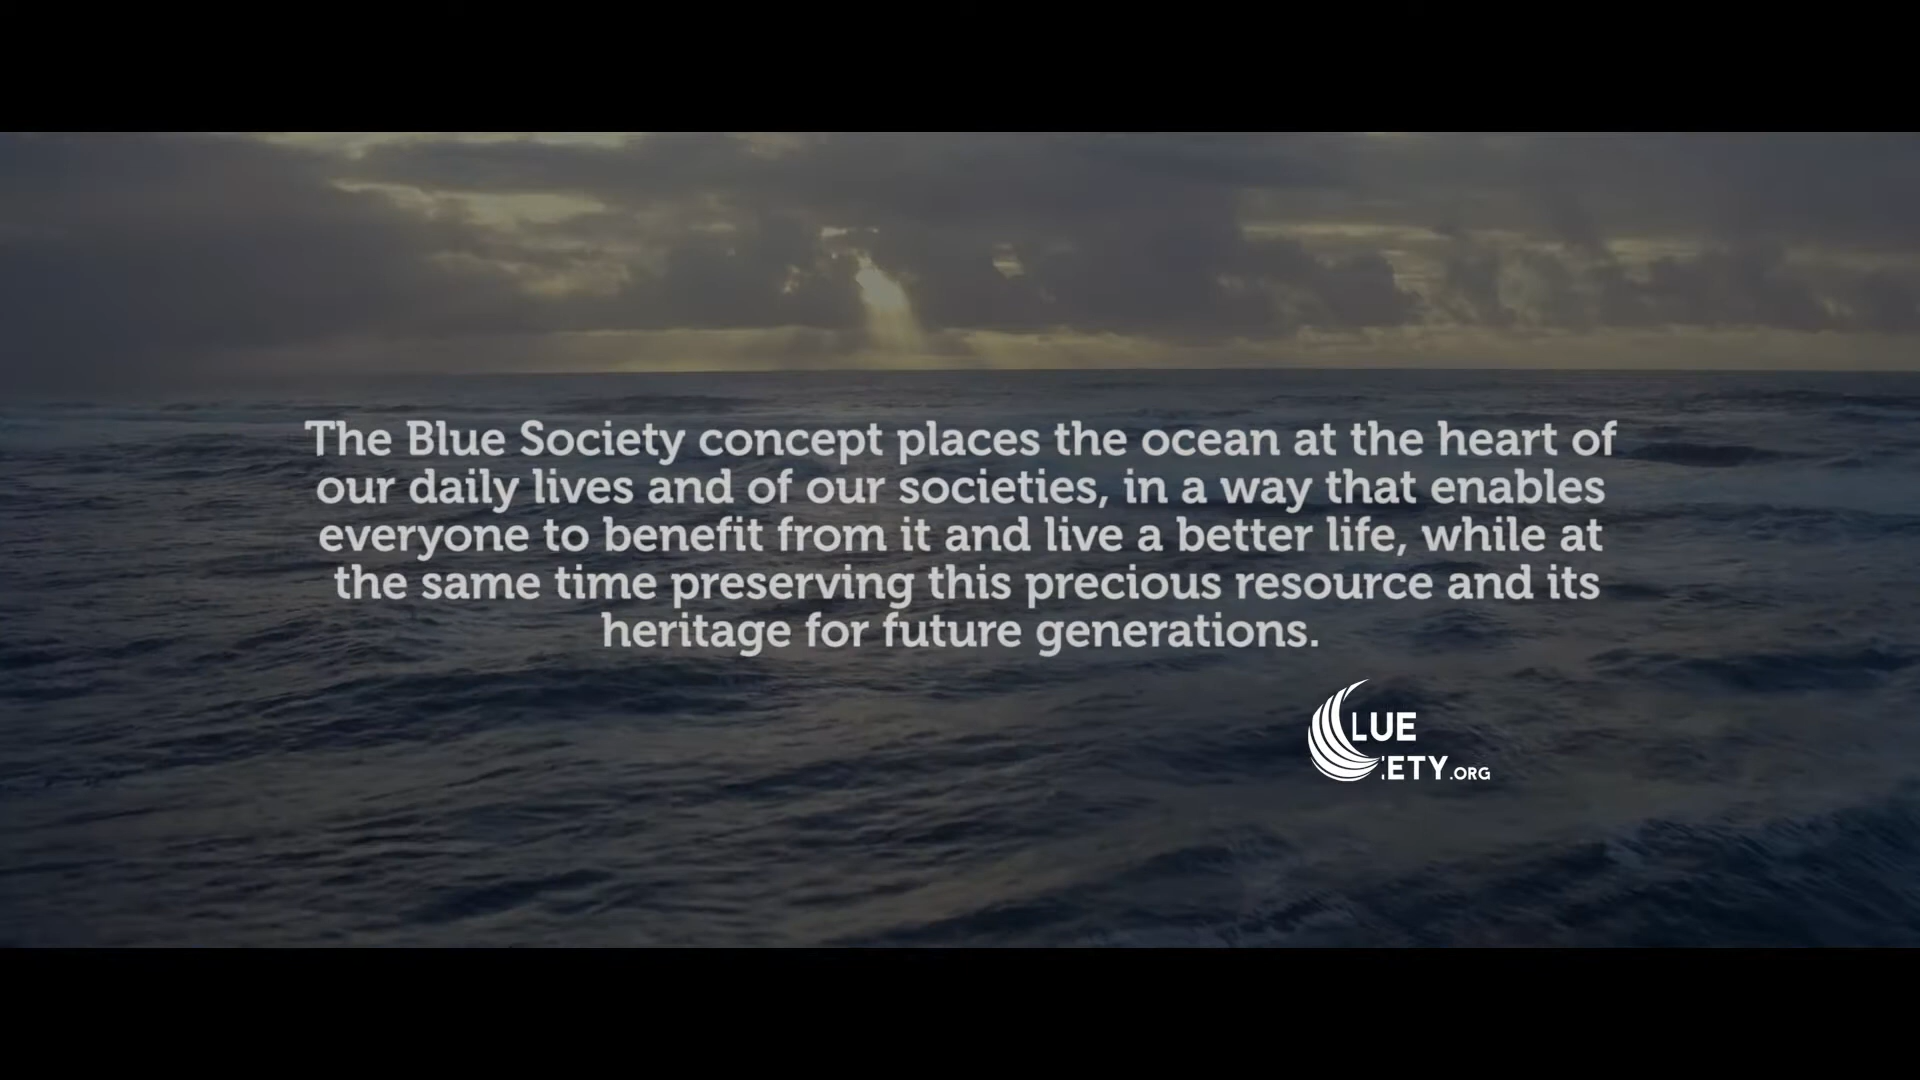 The Blue Society concept places the ocean at the heart of
our daily lives and of our societies, in a way that enables
everyone to benefit from it and live a better life, while at
the same time preserving this precious resource and its
heritage for future generations.
LUE
ETY.ORG